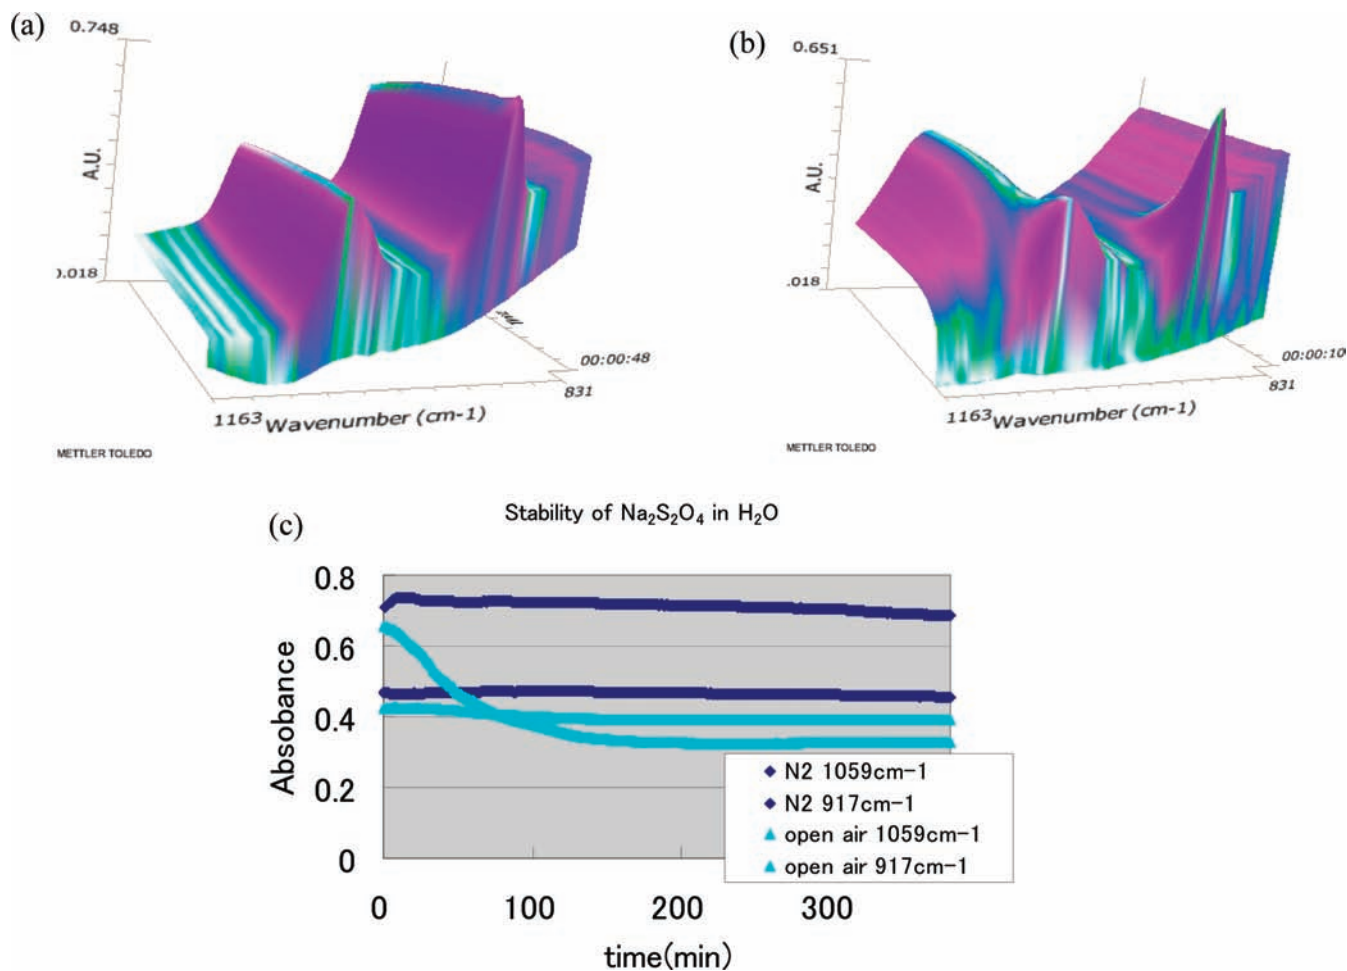 (a)
0.748
A.U.
0.018
00:00:48
831
1163 Wavenumber (cm-1)
METTLER TOLEDO
(b)
0.651
A.U.
.018
00:00:10
831
1163 Wavenumber (cm-1)
METTLER TOLEDO
(c)
Stability of Na₂S₂O₄ in H₂O
Absobance
0.8
0.6
0.4
0.2
0
N2 1059cm-1
N2 917cm-1
open air 1059cm-1
open air 917cm-1
0 100 200 300
time(min)